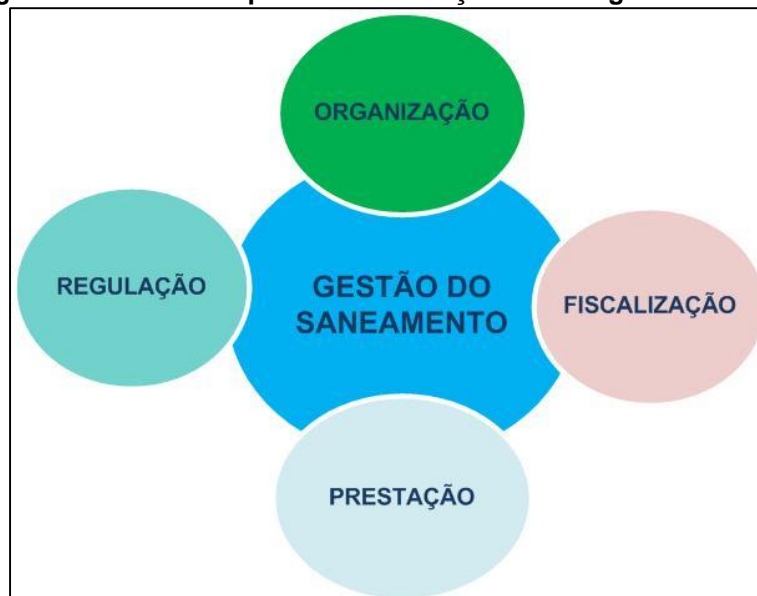 ORGANIZAÇÃO
REGULAÇÃO
GESTÃO DO
SANEAMENTO
FISCALIZAÇÃO
PRESTAÇÃO